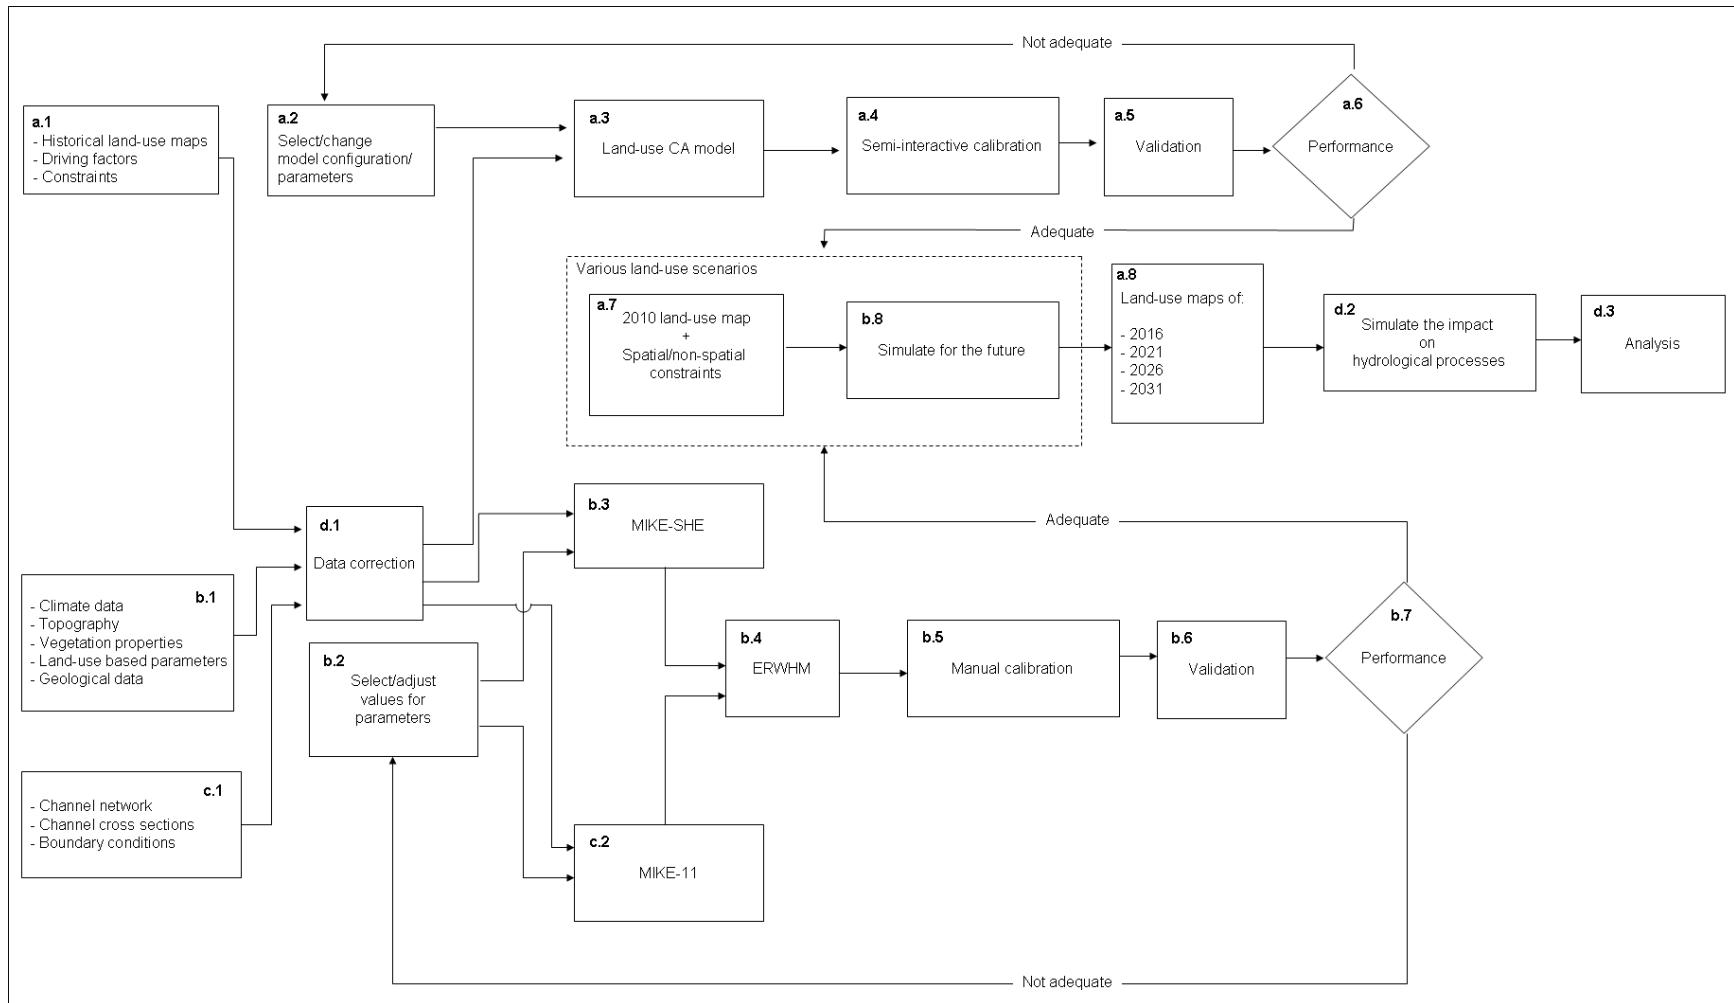 Not adequate
a.1
- Historical land-use maps
- Driving factors
- Constraints
a.2
Select/change
model configuration/
parameters
a.3
Land-use CA model
a.4
Semi-interactive calibration
a.5
Validation
a.6
Performance
Adequate
Various land-use scenarios
a.7
2010 land-use map
+
Spatial/non-spatial
constraints
b.8
Simulate for the future
a.8
Land-use maps of:
- 2016
- 2021
- 2026
- 2031
d.2
Simulate the impact
on
hydrological processes
d.3
Analysis
d.1
Data correction
b.3
MIKE-SHE
Adequate
b.1
- Climate data
- Topography
- Vegetation properties
- Land-use based parameters
- Geological data
b.2
Select/adjust
values for
parameters
b.4
ERWHM
b.5
Manual calibration
b.6
Validation
b.7
Performance
c.1
- Channel network
- Channel cross sections
- Boundary conditions
c.2
MIKE-11
Not adequate